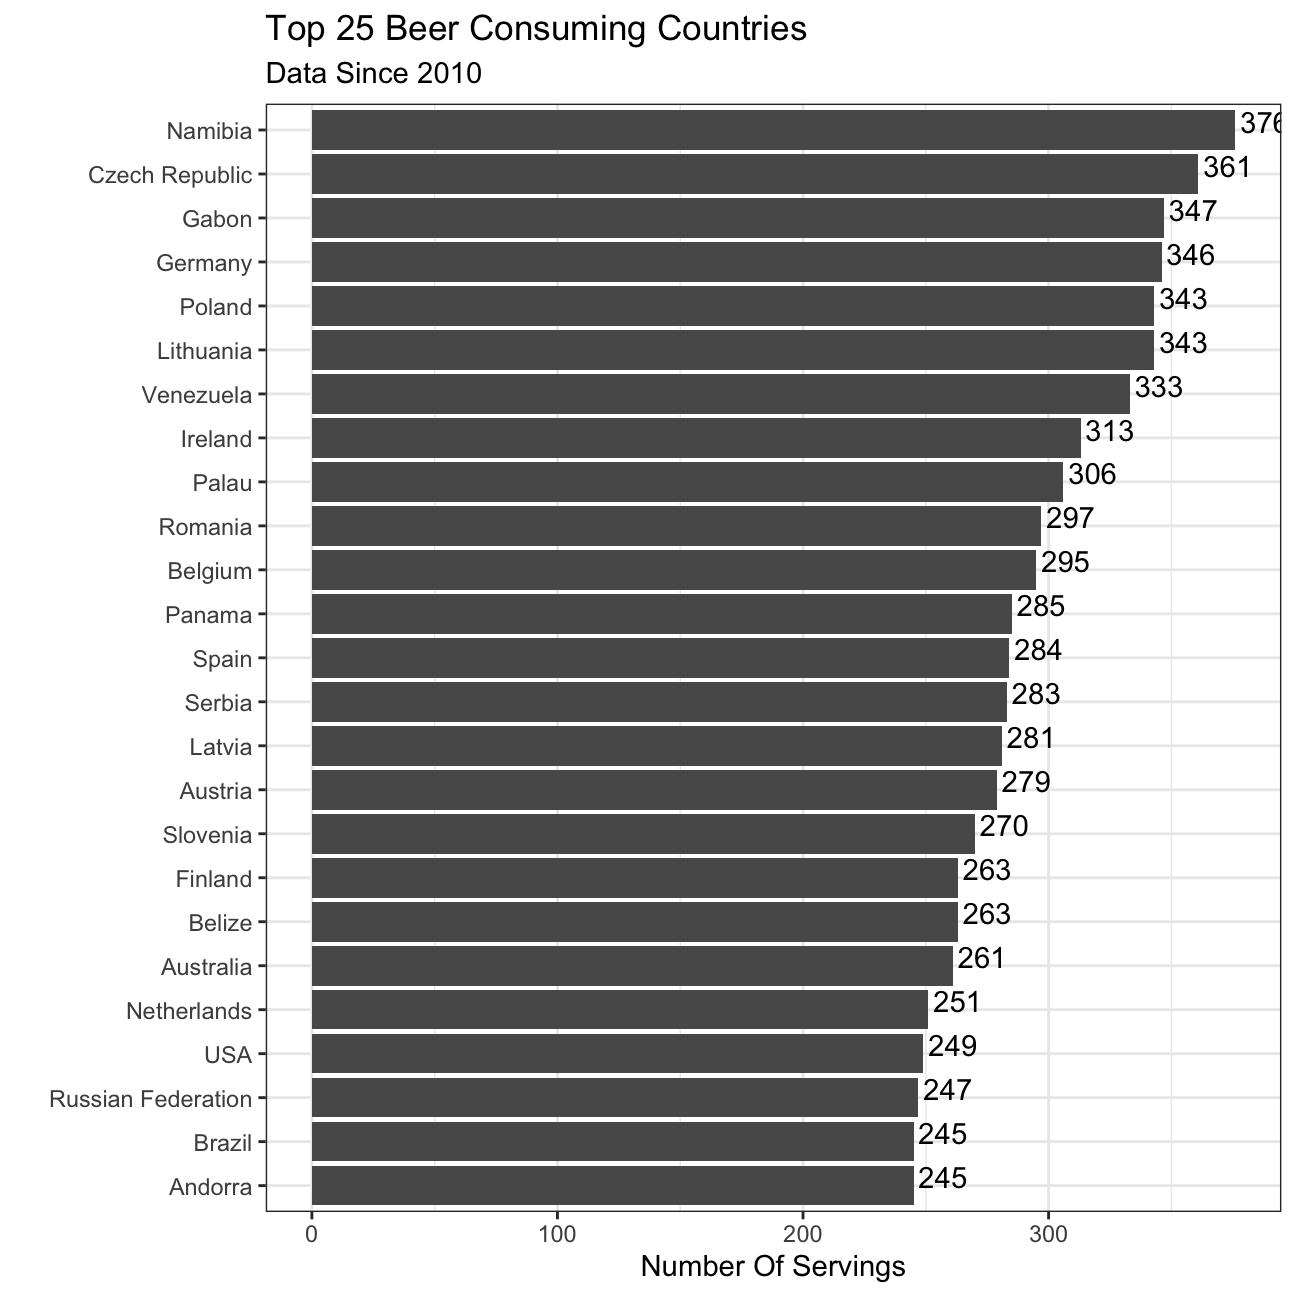 Top 25 Beer Consuming Countries
Data Since 2010
Namibia 376
Czech Republic 361
Gabon 347
Germany 346
Poland 343
Lithuania 343
Venezuela 333
Ireland 313
Palau 306
Romania 297
Belgium 295
Panama 285
Spain 284
Serbia 283
Latvia 281
Austria 279
Slovenia 270
Finland 263
Belize 263
Australia 261
Netherlands 251
USA 249
Russian Federation 247
Brazil 245
Andorra 245
0 100 200 300
Number Of Servings